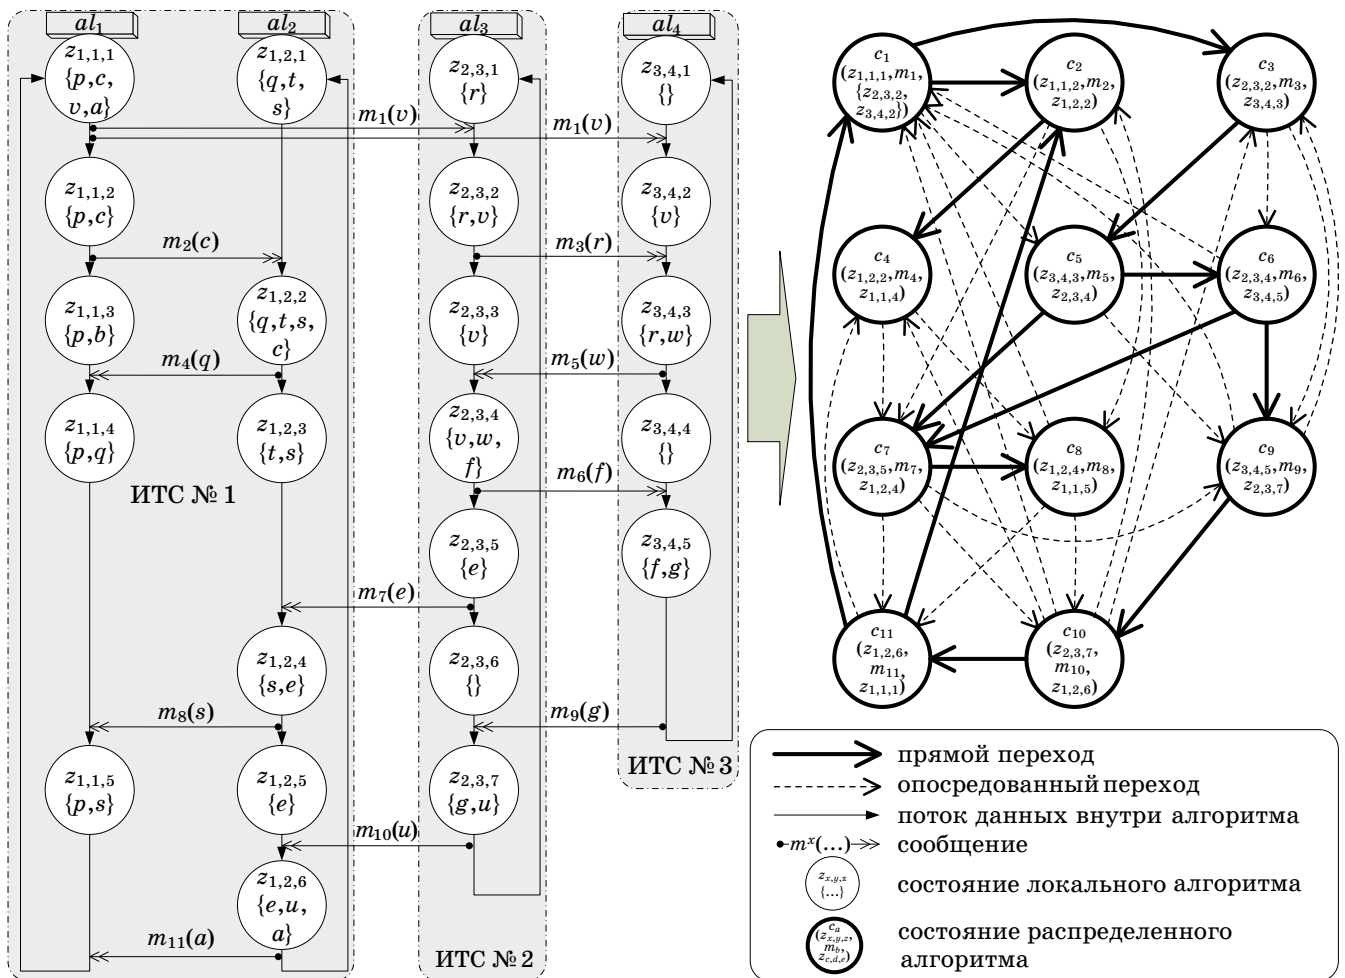 al₁
al₂
al₃
al₄
z₁,₁,₁
{p,c,
v,a}
z₁,₂,₁
{q,t,
s}
z₂,₃,₁
{r}
z₃,₄,₁
{}
m₁(v)
m₁(v)
z₁,₁,₂
{p,c}
z₂,₃,₂
{r,v}
z₃,₄,₂
{v}
m₂(c)
m₃(r)
z₁,₁,₃
{p,b}
z₁,₂,₂
{q,t,s,
c}
z₂,₃,₃
{v}
z₃,₄,₃
{r,w}
m₄(q)
m₅(w)
z₁,₁,₄
{p,q}
z₁,₂,₃
{t,s}
z₂,₃,₄
{v,w,
f}
z₃,₄,₄
{}
ИТС № 1
m₆(f)
z₂,₃,₅
{e}
z₃,₄,₅
{f,g}
m₇(e)
z₁,₂,₄
{s,e}
z₂,₃,₆
{}
m₈(s)
m₉(g)
z₁,₁,₅
{p,s}
z₁,₂,₅
{e}
z₂,₃,₇
{g,u}
ИТС № 3
m₁₀(u)
z₁,₂,₆
{e,u,
a}
m₁₁(a)
ИТС № 2
c₁
(z₁,₁,₁,m₁,
{z₂,₃,₂,
z₃,₄,₂})
c₂
(z₁,₁,₂,m₂,
z₁,₂,₂)
c₃
(z₂,₃,₂,m₃,
z₃,₄,₃)
c₄
(z₁,₂,₂,m₄,
z₁,₁,₄)
c₅
(z₃,₄,₃,m₅,
z₂,₃,₄)
c₆
(z₂,₃,₄,m₆,
z₃,₄,₅)
c₇
(z₂,₃,₅,m₇,
z₁,₂,₄)
c₈
(z₁,₂,₄,m₈,
z₁,₁,₅)
c₉
(z₃,₄,₅,m₉,
z₂,₃,₇)
c₁₁
(z₁,₂,₆,
m₁₁,
z₁,₁,₁)
c₁₀
(z₂,₃,₇,
m₁₀,
z₁,₂,₆)
прямой переход
опосредованный переход
поток данных внутри алгоритма
mˣ(...) сообщение
z_x,y,z
{...}
состояние локального алгоритма
c_a
(z_x,y,z,
m_b,
z_c,d,e)
состояние распределенного
алгоритма